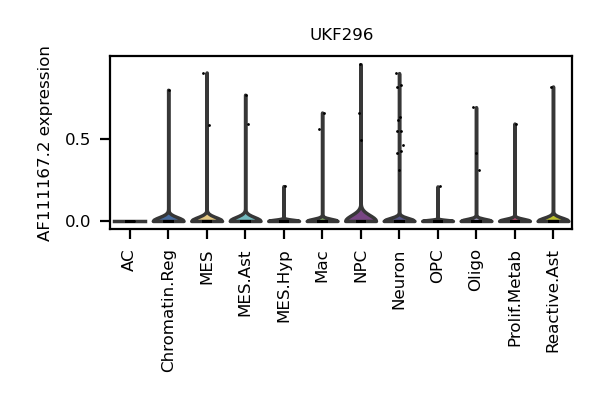 UKF296
AF111167.2 expression
0.5
0.0
AC
Chromatin.Reg
MES
MES.Ast
MES.Hyp
Mac
NPC
Neuron
OPC
Oligo
Prolif.Metab
Reactive.Ast